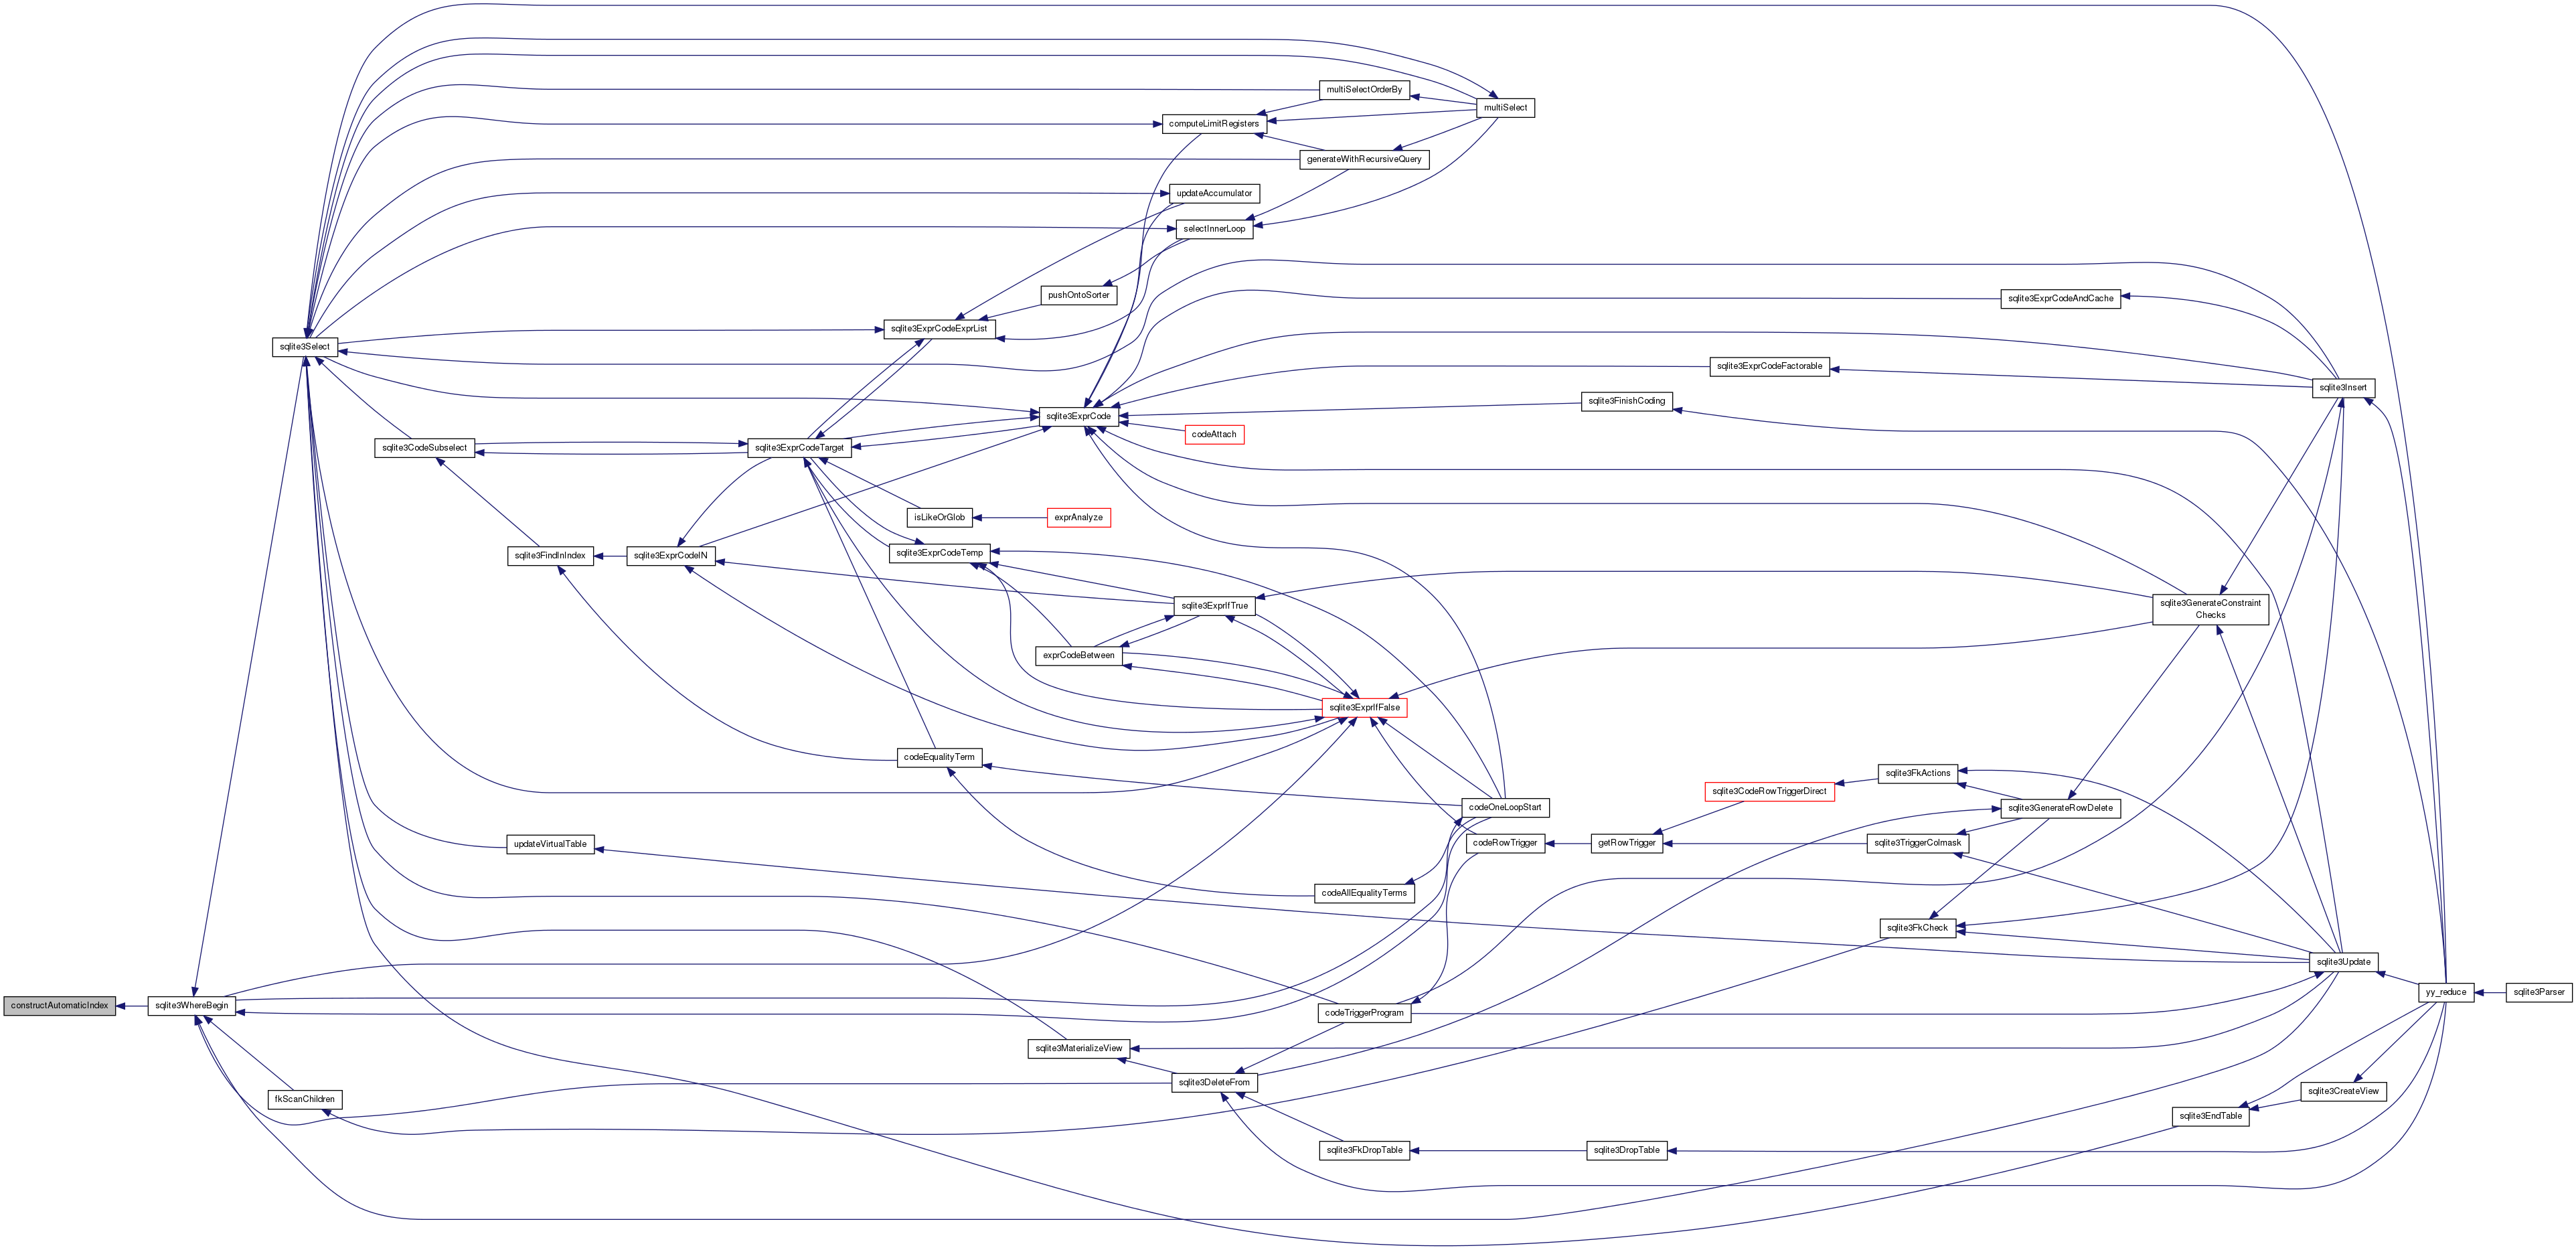 multiSelectOrderBy
multiSelect
computeLimitRegisters
generateWithRecursiveQuery
updateAccumulator
selectInnerLoop
pushOntoSorter
sqlite3ExprCodeAndCache
sqlite3ExprCodeExprList
sqlite3Select
sqlite3ExprCodeFactorable
sqlite3Insert
sqlite3FinishCoding
sqlite3ExprCode
codeAttach
sqlite3CodeSubselect
sqlite3ExprCodeTarget
isLikeOrGlob
exprAnalyze
sqlite3FindInIndex
sqlite3ExprCodeIN
sqlite3ExprCodeTemp
sqlite3ExprIfTrue
sqlite3GenerateConstraint
Checks
exprCodeBetween
sqlite3ExprIfFalse
codeEqualityTerm
sqlite3FkActions
sqlite3CodeRowTriggerDirect
codeOneLoopStart
sqlite3GenerateRowDelete
updateVirtualTable
codeRowTrigger
getRowTrigger
sqlite3TriggerColmask
codeAllEqualityTerms
sqlite3FkCheck
sqlite3Update
yy_reduce
sqlite3Parser
constructAutomaticIndex
sqlite3WhereBegin
codeTriggerProgram
sqlite3MaterializeView
sqlite3DeleteFrom
fkScanChildren
sqlite3CreateView
sqlite3EndTable
sqlite3FkDropTable
sqlite3DropTable